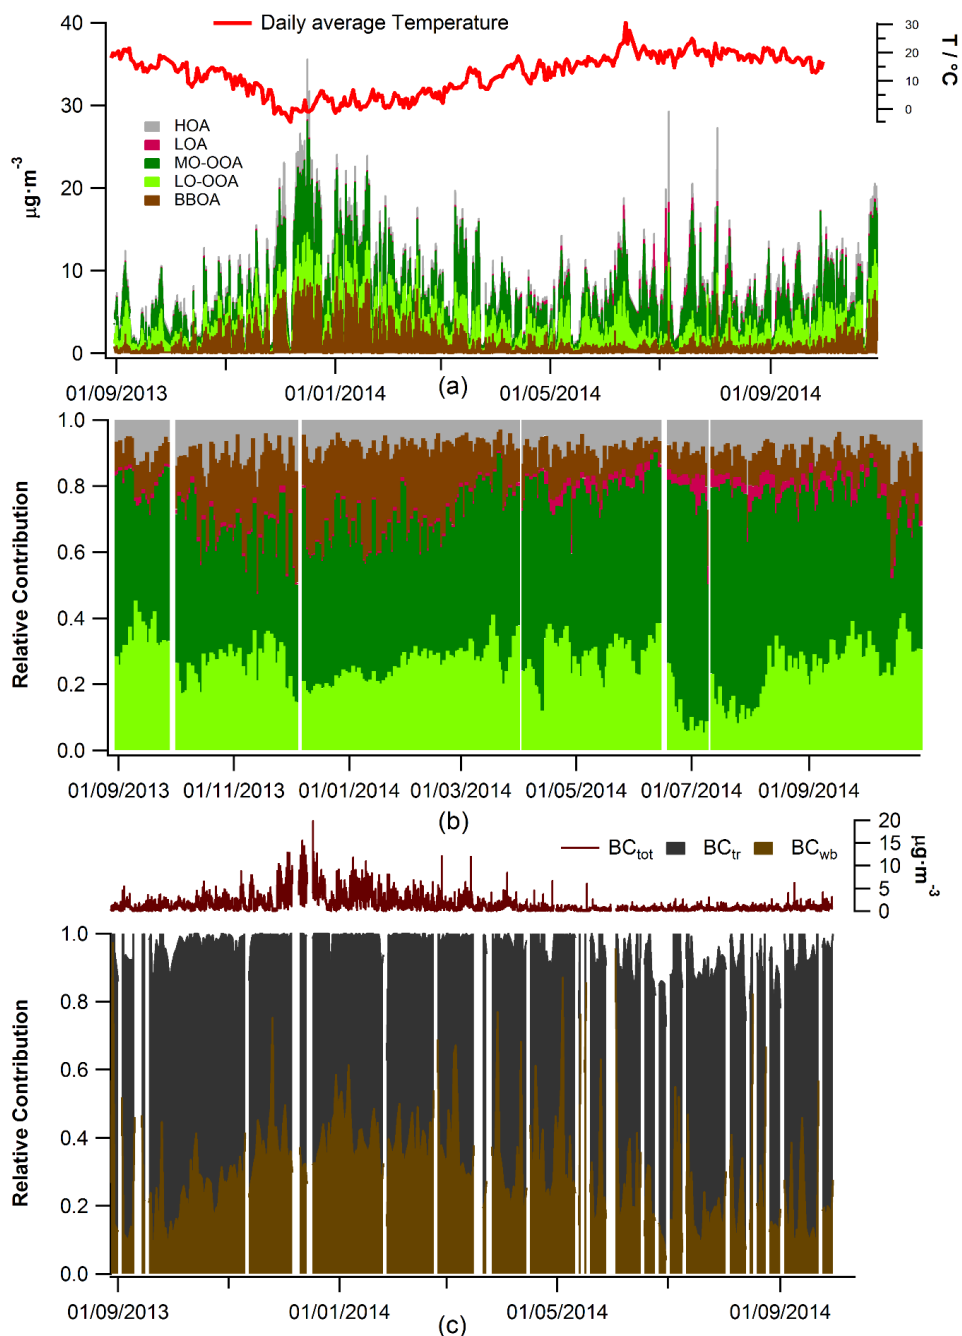 Daily average Temperature
40
30
20
10
0
µg·m-3
30
20
10
0
T / °C
HOA
LOA
MO-OOA
LO-OOA
BBOA
01/09/2013
01/01/2014
01/05/2014
01/09/2014
(a)
1.0
0.8
0.6
0.4
0.2
0.0
Relative Contribution
01/09/2013
01/11/2013
01/01/2014
01/03/2014
01/05/2014
01/07/2014
01/09/2014
(b)
BCtot
BCtr
BCwb
20
15
10
5
0
µg·m-3
1.0
0.8
0.6
0.4
0.2
0.0
Relative Contribution
01/09/2013
01/01/2014
01/05/2014
01/09/2014
(c)